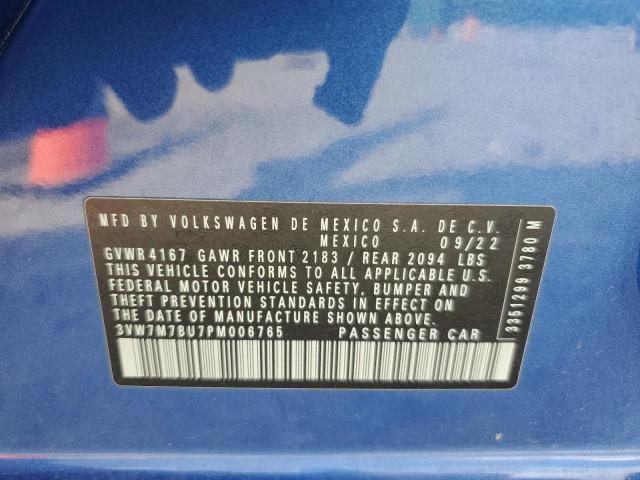 MFD BY VOLKSWAGEN DE MEXICO S.A. DE C.V.
MEXICO 09/22
GVWR 4167 GAWR FRONT 2183 / REAR 2094 LBS
THIS VEHICLE CONFORMS TO ALL APPLICABLE U.S.
FEDERAL MOTOR VEHICLE SAFETY, BUMPER AND
THEFT PREVENTION STANDARDS IN EFFECT ON
THE DATE OF MANUFACTURE SHOWN ABOVE.
3VW7M7BU7PM006765 PASSENGER CAR
3351299 3780 M